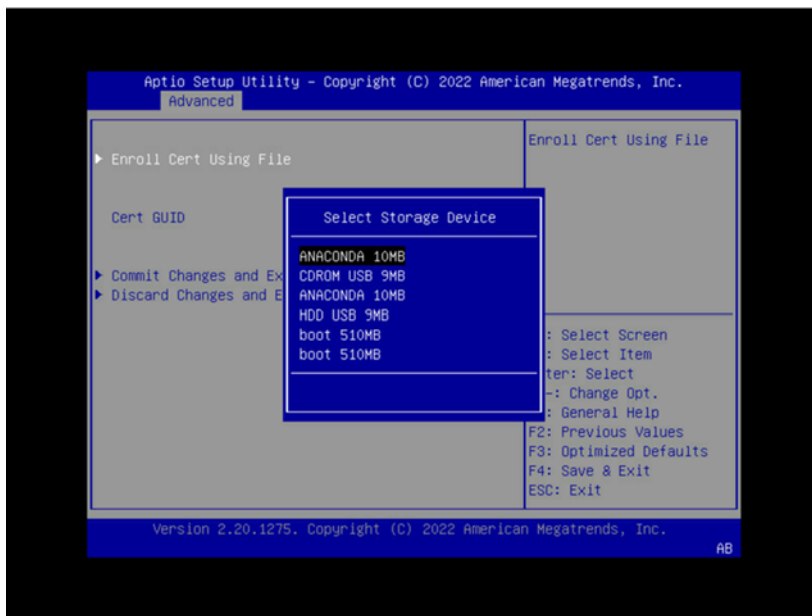 Aptio Setup Utility – Copyright (C) 2022 American Megatrends, Inc.
Advanced
Enroll Cert Using File
Cert GUID
Commit Changes and Ex
Discard Changes and E
Select Storage Device
ANACONDA 10MB
CDROM USB 9MB
ANACONDA 10MB
HDD USB 9MB
boot 510MB
boot 510MB
Enroll Cert Using File
: Select Screen
: Select Item
ter: Select
-: Change Opt.
: General Help
F2: Previous Values
F3: Optimized Defaults
F4: Save & Exit
ESC: Exit
Version 2.20.1275. Copyright (C) 2022 American Megatrends, Inc.
AB